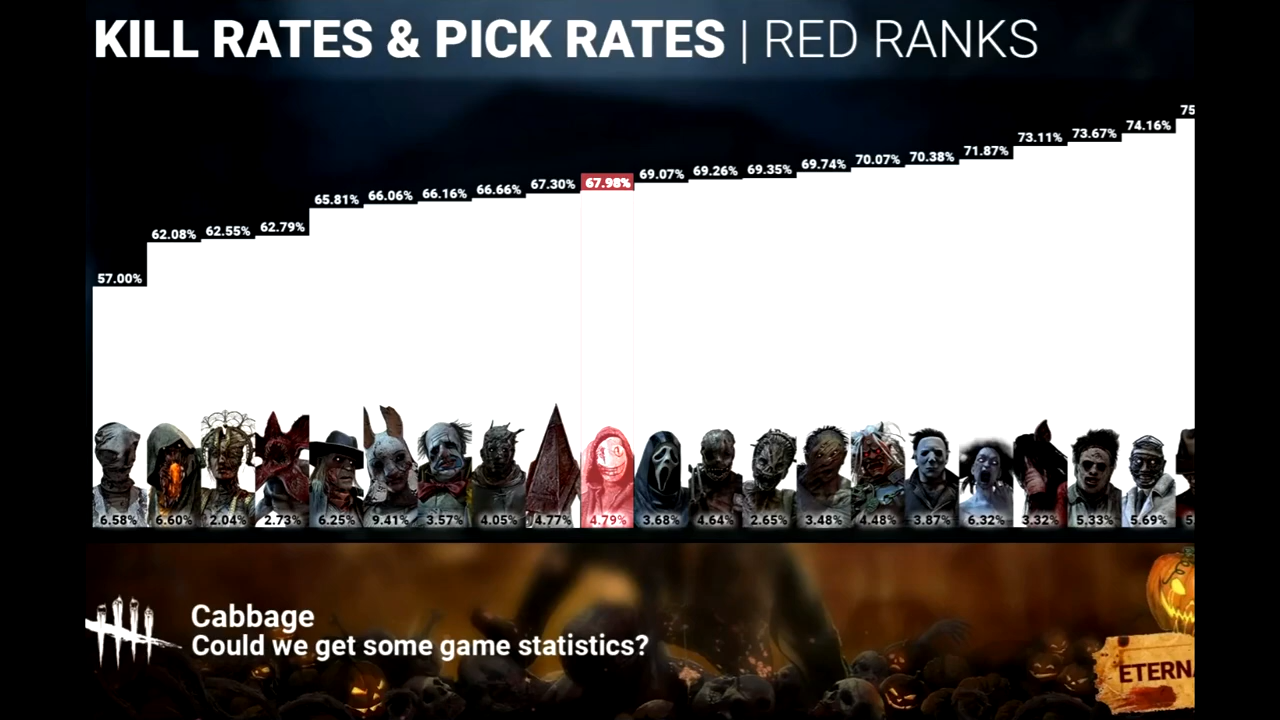 KILL RATES & PICK RATES | RED RANKS
57.00% 62.08% 62.55% 62.79% 65.81% 66.06% 66.16% 66.66% 67.30% 67.98% 69.07% 69.26% 69.35% 69.74% 70.07% 70.38% 71.87% 73.11% 73.67% 74.16% 75
6.58% 6.60% 2.04% 2.73% 6.25% 9.41% 3.57% 4.05% 4.77% 4.79% 3.68% 4.64% 2.65% 3.48% 4.48% 3.87% 6.32% 3.32% 5.33% 5.69% 5
Cabbage
Could we get some game statistics?
ETERNA